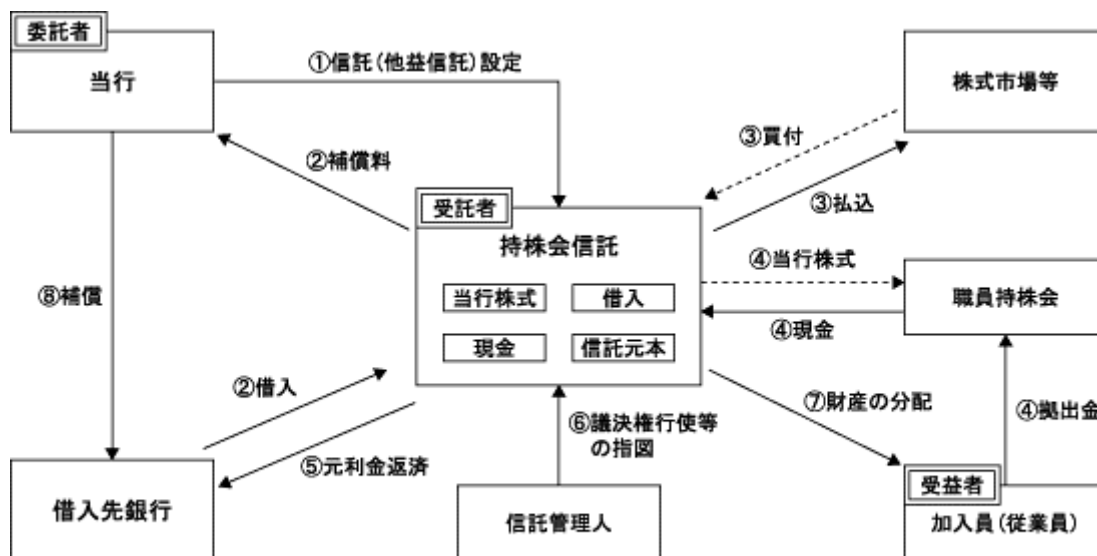 委託者
当行
①信託(他益信託)設定
株式市場等
③買付
②補償料
③払込
受託者
持株会信託
④当行株式
当行株式
借入
職員持株会
⑧補償
④現金
現金
信託元本
②借入
⑦財産の分配
④拠出金
⑥議決権行使等
の指図
⑤元利金返済
受益者
借入先銀行
信託管理人
加入員(従業員)